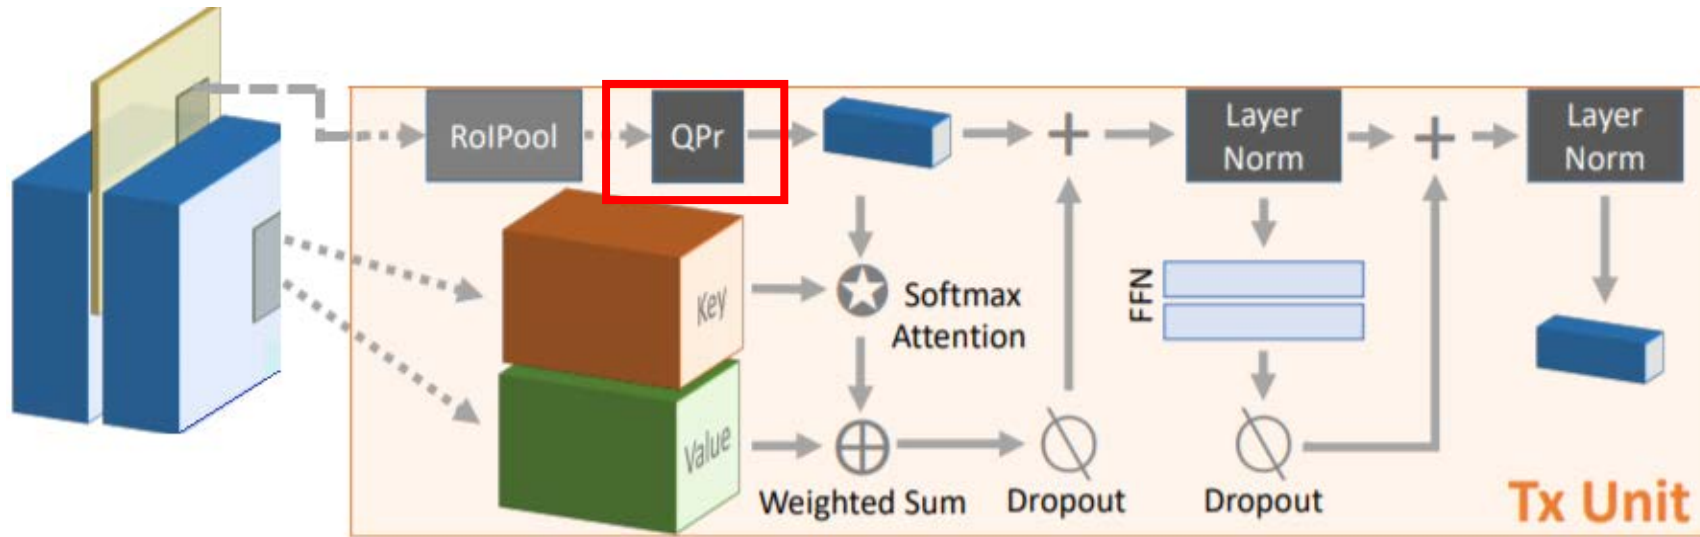 RoIPool
QPr
Layer
Norm
Layer
Norm
Key
Softmax
Attention
FFN
Value
Weighted Sum
Dropout
Dropout
Tx Unit